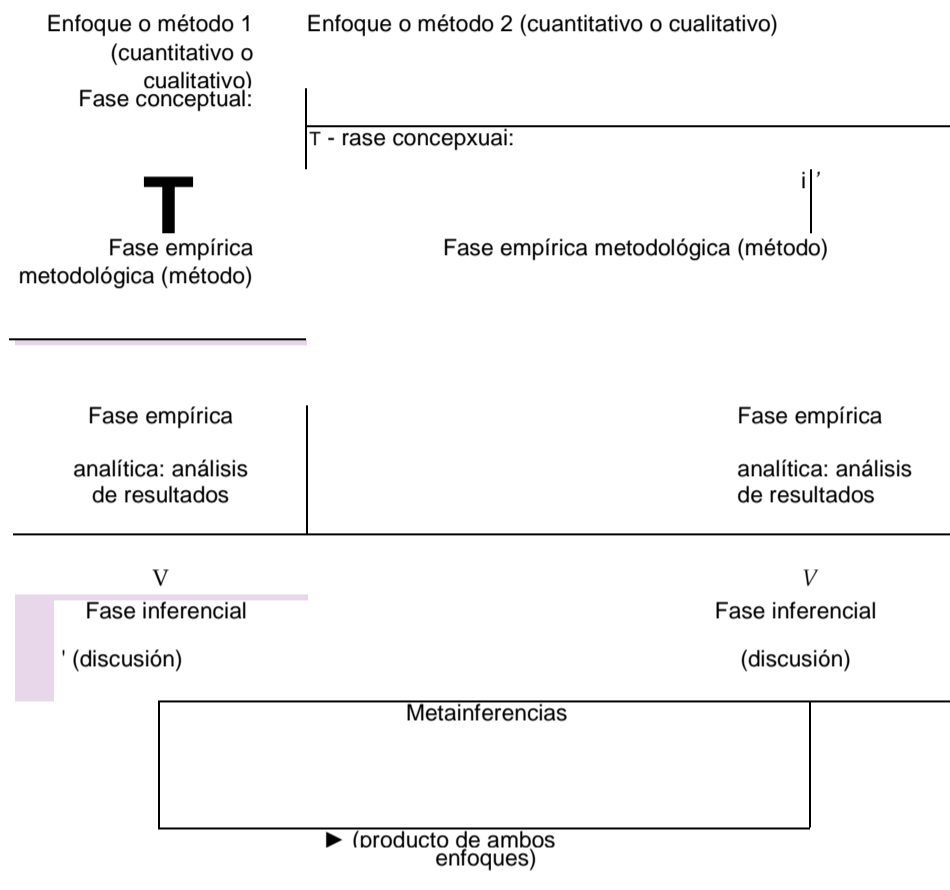 Enfoque o método 1
(cuantitativo o
cualitativo)
Fase conceptual:
Enfoque o método 2 (cuantitativo o cualitativo)
T - rase concepxuai:
T
i ’
Fase empírica
metodológica (método)
Fase empírica metodológica (método)
Fase empírica
analítica: análisis
de resultados
Fase empírica
analítica: análisis
de resultados
V
V
Fase inferencial
' (discusión)
Fase inferencial
(discusión)
Metainferencias
► (producto de ambos
enfoques)